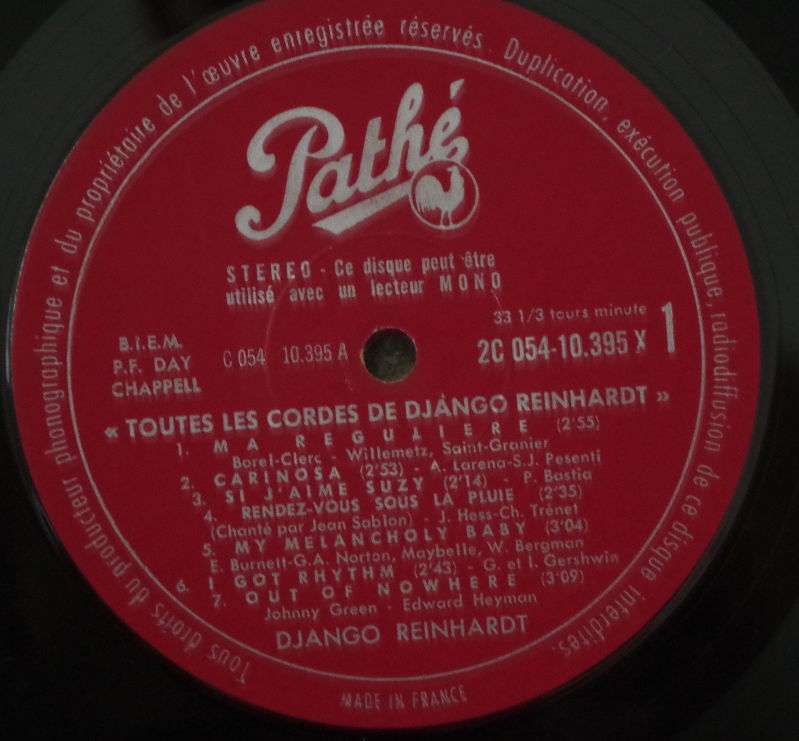 Tous droits du producteur phonographique et du propriétaire de l'œuvre enregistrée réservés. Duplication, exécution publique, radiodiffusion de ce disque interdites.
Pathé
STEREO - Ce disque peut être
utilisé avec un lecteur MONO
33 1/3 tours minute
1
B.I.E.M.
P.F. DAY
CHAPPELL
C 054 10.395 A
2C 054-10.395 X
« TOUTES LES CORDES DE DJANGO REINHARDT »
1. MA REGULIERE (2'55)
Borel-Clerc - Willemetz, Saint-Granier
2. CARINOSA (2'53) - A. Larena-S.J. Pesenti
3. SI J'AIME SUZY (2'14) - P. Bastia
4. RENDEZ-VOUS SOUS LA PLUIE (2'35)
(Chanté par Jean Sablon) - J. Hess-Ch. Trénet
5. MY MELANCHOLY BABY (3'04)
E. Burnett-G.A. Norton, Maybelle, W. Bergman
6. I GOT RHYTHM (2'43) - G. et I. Gershwin
7. OUT OF NOWHERE (3'09)
Johnny Green - Edward Heyman
DJANGO REINHARDT
MADE IN FRANCE